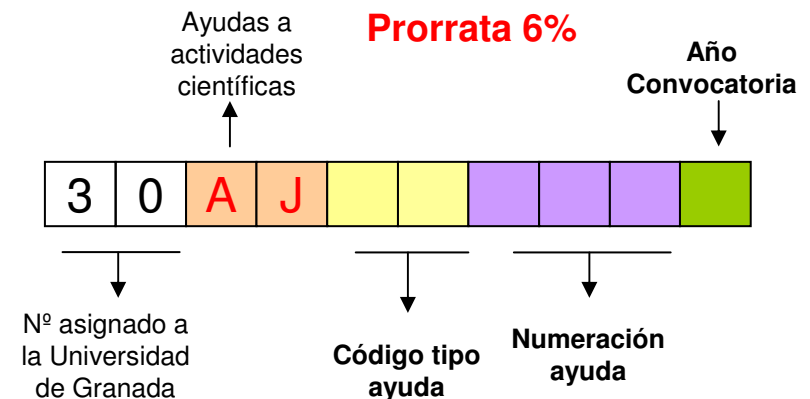 Ayudas a
actividades
científicas
Prorrata 6%
Año
Convocatoria
3 0 A J
Nº asignado a
la Universidad
de Granada
Código tipo
ayuda
Numeración
ayuda